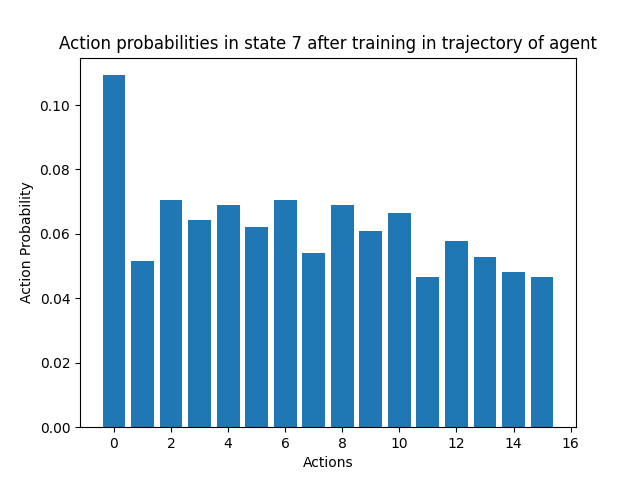 Action probabilities in state 7 after training in trajectory of agent
Action Probability
0.10
0.08
0.06
0.04
0.02
0.00
0 2 4 6 8 10 12 14 16
Actions